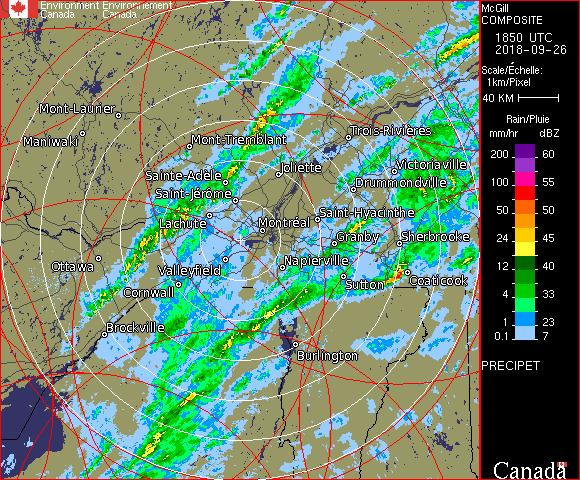 Environment Environnement
Canada Canada
McGill
COMPOSITE
1850 UTC
2018-09-26
Scale/Échelle:
1km/Pixel
40 KM
Rain/Pluie
mm/hr dBZ
200 60
100 55
50 50
24 45
12 40
4 33
1 23
0.1 7
PRECIPET
Canada
Mont-Laurier
Maniwaki
Mont-Tremblant
Trois-Rivières
Joliette
Victoriaville
Sainte-Adèle
Drummondville
Saint-Jérôme
Saint-Hyacinthe
Lachute
Montréal
Granby
Sherbrooke
Ottawa
Napierville
Valleyfield
Sutton
Coaticook
Cornwall
Brockville
Burlington